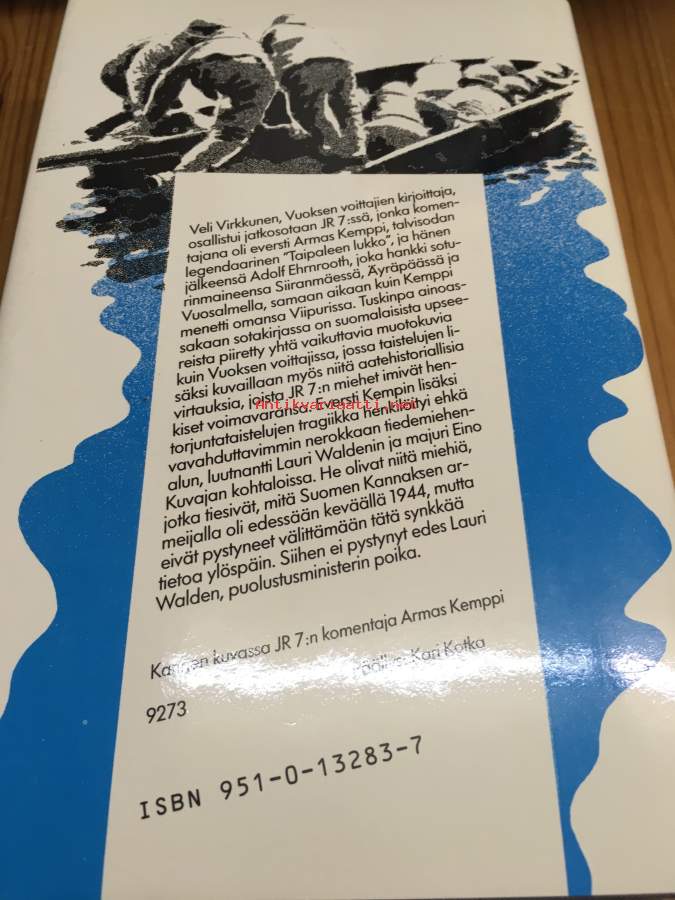 Veli Virkkunen, Vuoksen voittajien kirjoittaja,
osallistui jatkosotaan JR 7:ssä, jonka komen-
tajana oli eversti Armas Kemppi, talvisodan
legendaarinen "Taipaleen lukko", ja hänen
jälkeensä Adolf Ehrnrooth, joka hankki sotu-
rinmaineensa Siiranmäessä, Äyräpäässä ja
Vuosalmella, samaan aikaan kuin Kemppi
menetti omansa Viipurissa. Tuskinpa ainoas-
sakaan sotakirjassa on suomalaisista upsee-
reista piirretty yhtä vaikuttavia muotokuvia
kuin Vuoksen voittajissa, jossa taistelujen li-
säksi kuvaillaan myös niitä aatehistoriallisia
virtauksia, joista JR 7:n miehet imivät hen-
kiset voimavaransa. Eversti Kempin lisäksi
torjuntataistelujen tragiikka henkilöityi ehkä
vavahduttavimmin nerokkaan tiedemiehen-
alun, luutnantti Lauri Waldenin ja majuri Eino
Kuvajan kohtaloissa. He olivat niitä miehiä,
jotka tiesivät, mitä Suomen Kannaksen ar-
meijalla oli edessään keväällä 1944, mutta
eivät pystyneet välittämään tätä synkkää
tietoa ylöspäin. Siihen ei pystynyt edes Lauri
Walden, puolustusministerin poika.
Kannen kuvassa JR 7:n komentaja Armas Kemppi
Päällys: Kari Kotka
9273
ISBN 951-0-13283-7
Antikvariaatti.net